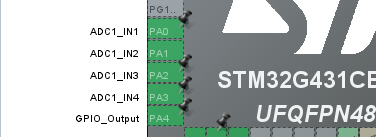 PG1..
ADC1_IN1 PA0
ADC1_IN2 PA1
ADC1_IN3 PA2
ADC1_IN4 PA3
GPIO_Output PA4
STM32G431CB
UFQFPN48